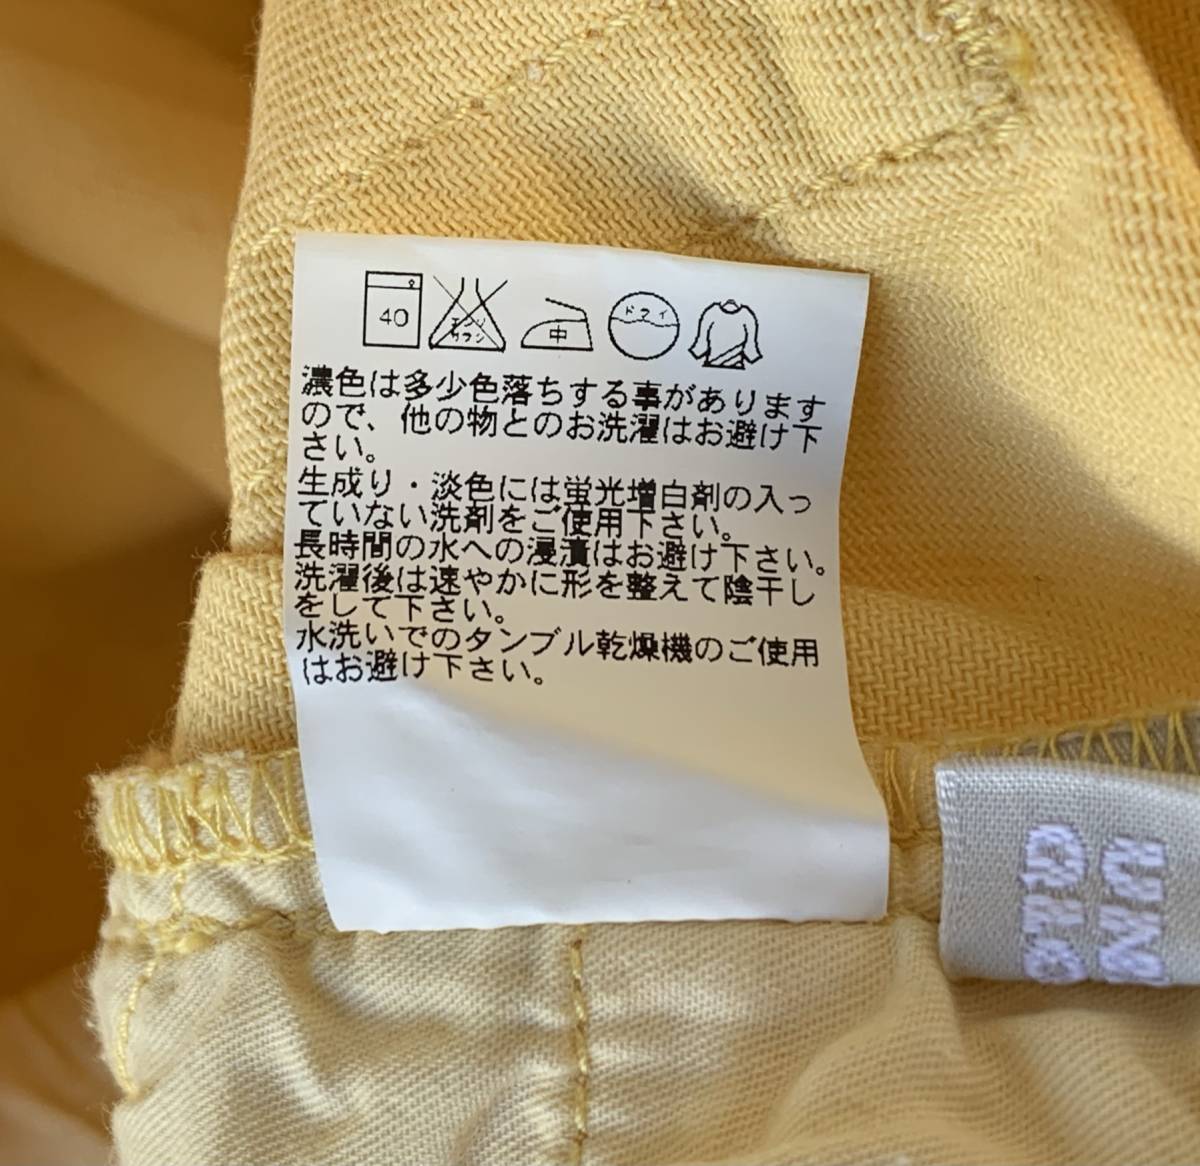 40 エンソ サラシ 中 ドライ
濃色は多少色落ちする事があります
ので、他の物とのお洗濯はお避け下
さい。
生成り・淡色には蛍光増白剤の入っ
ていない洗剤をご使用下さい。
長時間の水への浸漬はお避け下さい。
洗濯後は速やかに形を整えて陰干し
をして下さい。
水洗いでのタンブル乾燥機のご使用
はお避け下さい。
UNI
QLO